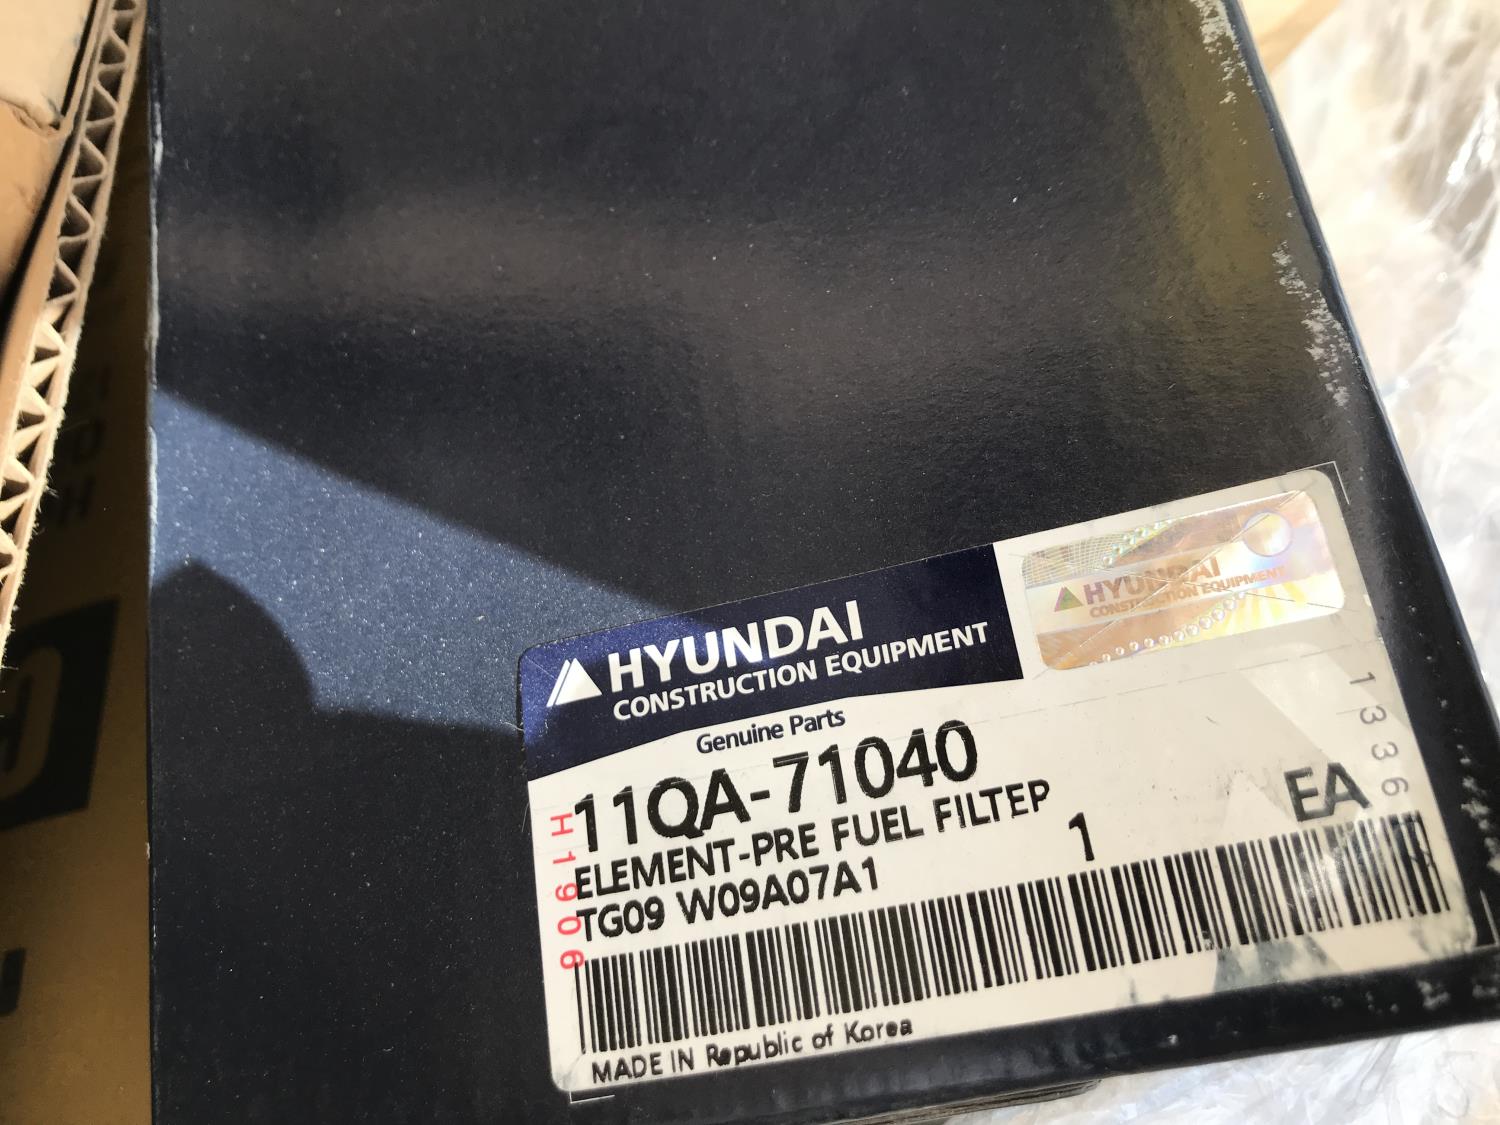 HYUNDAI
CONSTRUCTION EQUIPMENT
HYUNDAI
CONSTRUCTION EQUIPMENT
Genuine Parts
11QA-71040
ELEMENT-PRE FUEL FILTER
1 EA
TG09 W09A07A1
H1906
1336
MADE IN Republic of Korea